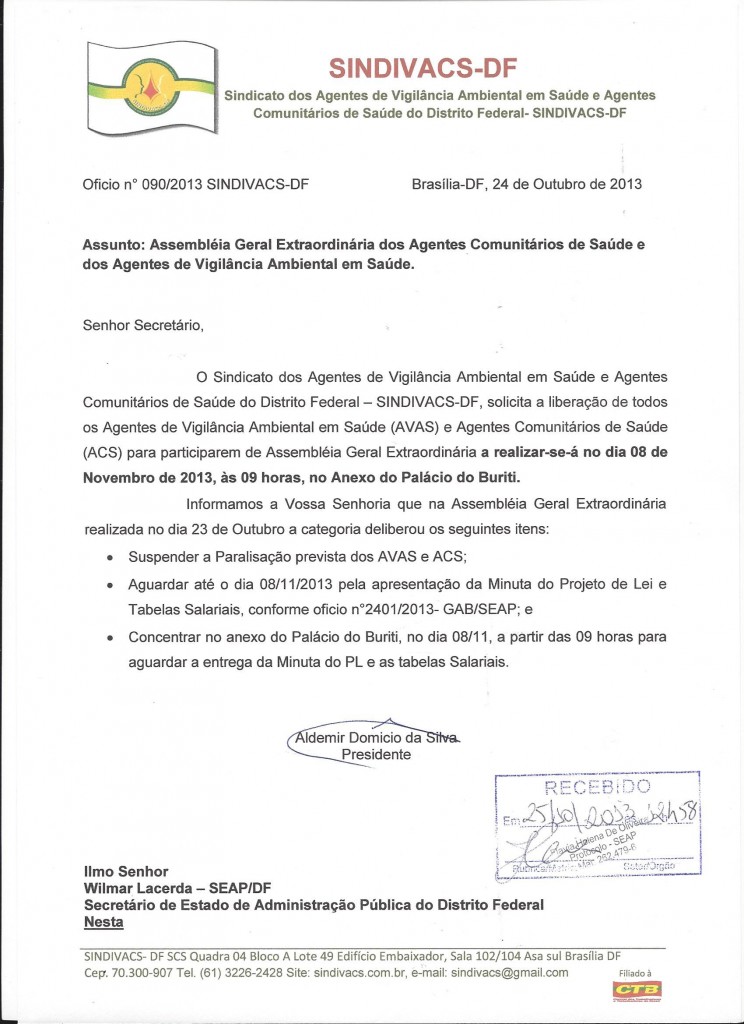 SINDIVACS-DF
Sindicato dos Agentes de Vigilância Ambiental em Saúde e Agentes
Comunitários de Saúde do Distrito Federal- SINDIVACS-DF
Oficio n° 090/2013 SINDIVACS-DF Brasília-DF, 24 de Outubro de 2013
Assunto: Assembléia Geral Extraordinária dos Agentes Comunitários de Saúde e
dos Agentes de Vigilância Ambiental em Saúde.
Senhor Secretário,
O Sindicato dos Agentes de Vigilância Ambiental em Saúde e Agentes
Comunitários de Saúde do Distrito Federal – SINDIVACS-DF, solicita a liberação de todos
os Agentes de Vigilância Ambiental em Saúde (AVAS) e Agentes Comunitários de Saúde
(ACS) para participarem de Assembléia Geral Extraordinária a realizar-se-á no dia 08 de
Novembro de 2013, às 09 horas, no Anexo do Palácio do Buriti.
Informamos a Vossa Senhoria que na Assembléia Geral Extraordinária
realizada no dia 23 de Outubro a categoria deliberou os seguintes itens:
• Suspender a Paralisação prevista dos AVAS e ACS;
• Aguardar até o dia 08/11/2013 pela apresentação da Minuta do Projeto de Lei e
Tabelas Salariais, conforme oficio n°2401/2013- GAB/SEAP; e
• Concentrar no anexo do Palácio do Buriti, no dia 08/11, a partir das 09 horas para
aguardar a entrega da Minuta do PL e as tabelas Salariais.
Aldemir Domicio da Silva
Presidente
RECEBIDO
Em 25/10/2013 12h58
Helena De Oliveira
Protocolo - SEAP
Mat. 262.479-6
Setor/Órgão
Ilmo Senhor
Wilmar Lacerda – SEAP/DF
Secretário de Estado de Administração Pública do Distrito Federal
Nesta
SINDIVACS- DF SCS Quadra 04 Bloco A Lote 49 Edifício Embaixador, Sala 102/104 Asa sul Brasília DF
Cep. 70.300-907 Tel. (61) 3226-2428 Site: sindivacs.com.br, e-mail: sindivacs@gmail.com
Filiado à
CTB